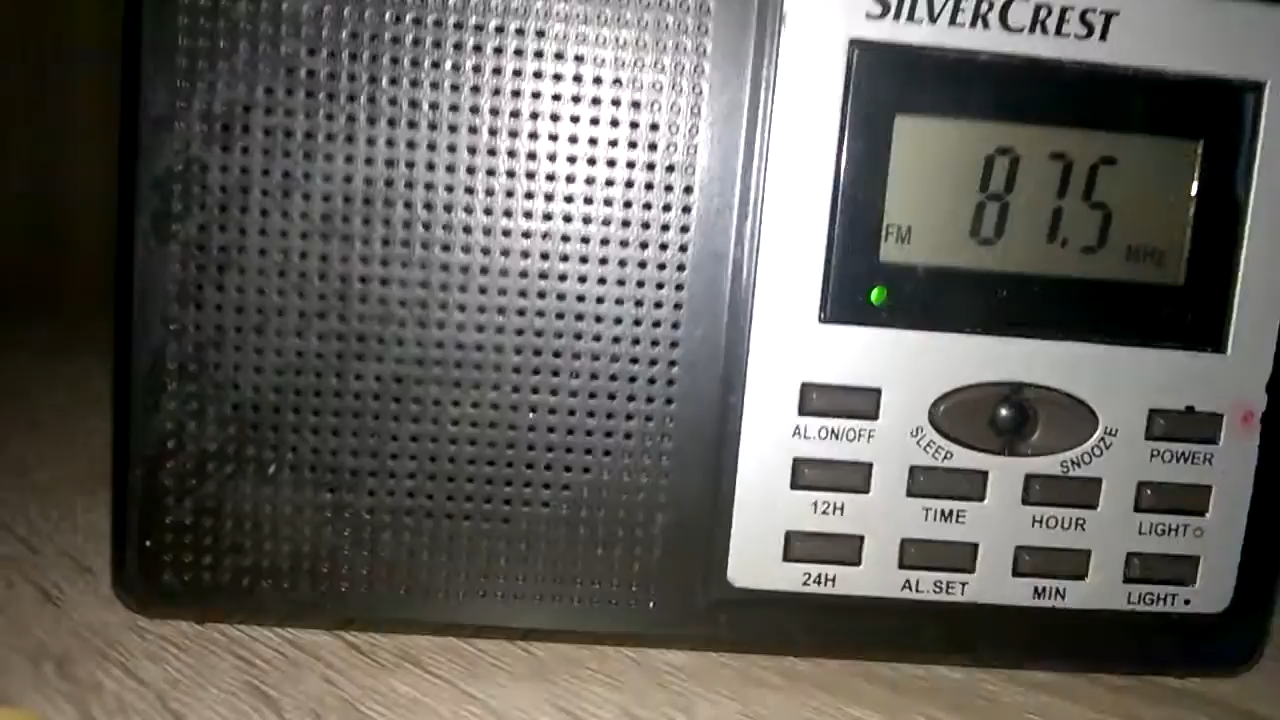 SILVERCREST
87.5
FM
MHz
AL.ON/OFF
SLEEP
SNOOZE
POWER
12H
TIME
HOUR
LIGHT○
24H
AL.SET
MIN
LIGHT●